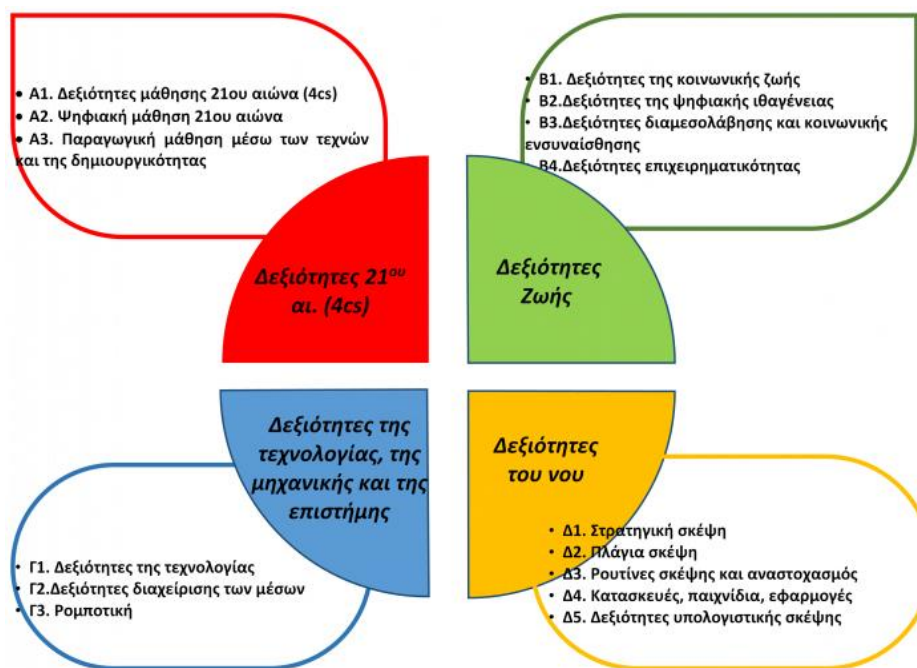 • Α1. Δεξιότητες μάθησης 21ου αιώνα (4cs)
• Α2. Ψηφιακή μάθηση 21ου αιώνα
• Α3. Παραγωγική μάθηση μέσω των τεχνών
και της δημιουργικότητας
• Β1. Δεξιότητες της κοινωνικής ζωής
• Β2.Δεξιότητες της ψηφιακής ιθαγένειας
• Β3.Δεξιότητες διαμεσολάβησης και κοινωνικής
ενσυναίσθησης
• Β4.Δεξιότητες επιχειρηματικότητας
Δεξιότητες 21ου
αι. (4cs)
Δεξιότητες
Ζωής
Δεξιότητες της
τεχνολογίας, της
μηχανικής και της
επιστήμης
Δεξιότητες
του νου
• Γ1. Δεξιότητες της τεχνολογίας
• Γ2.Δεξιότητες διαχείρισης των μέσων
• Γ3. Ρομποτική
• Δ1. Στρατηγική σκέψη
• Δ2. Πλάγια σκέψη
• Δ3. Ρουτίνες σκέψης και αναστοχασμός
• Δ4. Κατασκευές, παιχνίδια, εφαρμογές
• Δ5. Δεξιότητες υπολογιστικής σκέψης